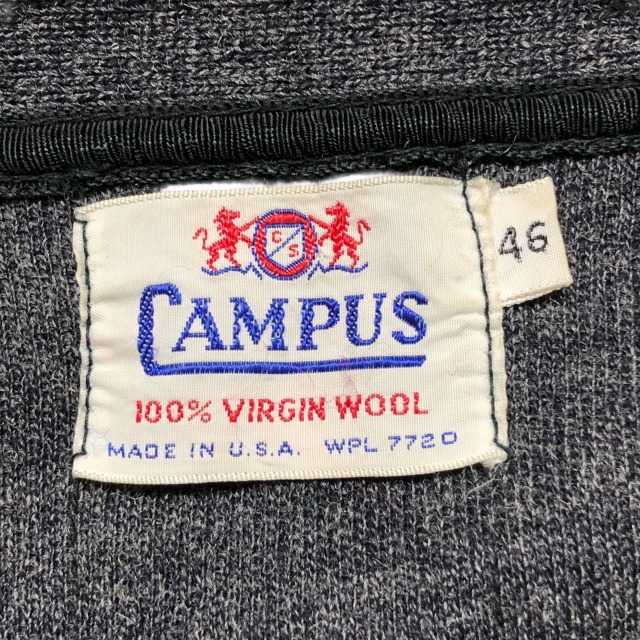 C S
CAMPUS
100% VIRGIN WOOL
MADE IN U.S.A. WPL 7720
46